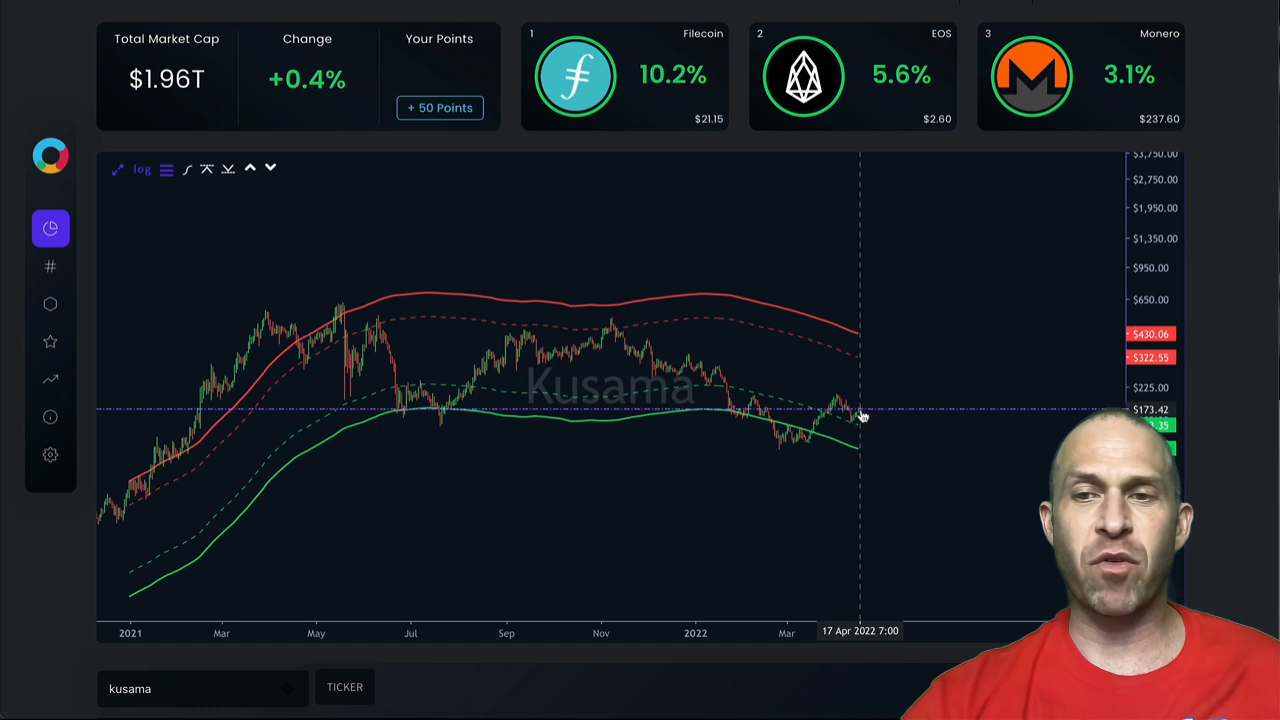 Total Market Cap
$1.96T
Change
+0.4%
Your Points
+ 50 Points
1
Filecoin
10.2%
$21.15
2
EOS
5.6%
$2.60
3
Monero
3.1%
$237.60
log
Kusama
$3,750.00
$2,750.00
$1,950.00
$1,350.00
$950.00
$650.00
$430.06
$322.55
$225.00
$173.42
3.35
2021
Mar
May
Jul
Sep
Nov
2022
Mar
17 Apr 2022 7:00
kusama
TICKER